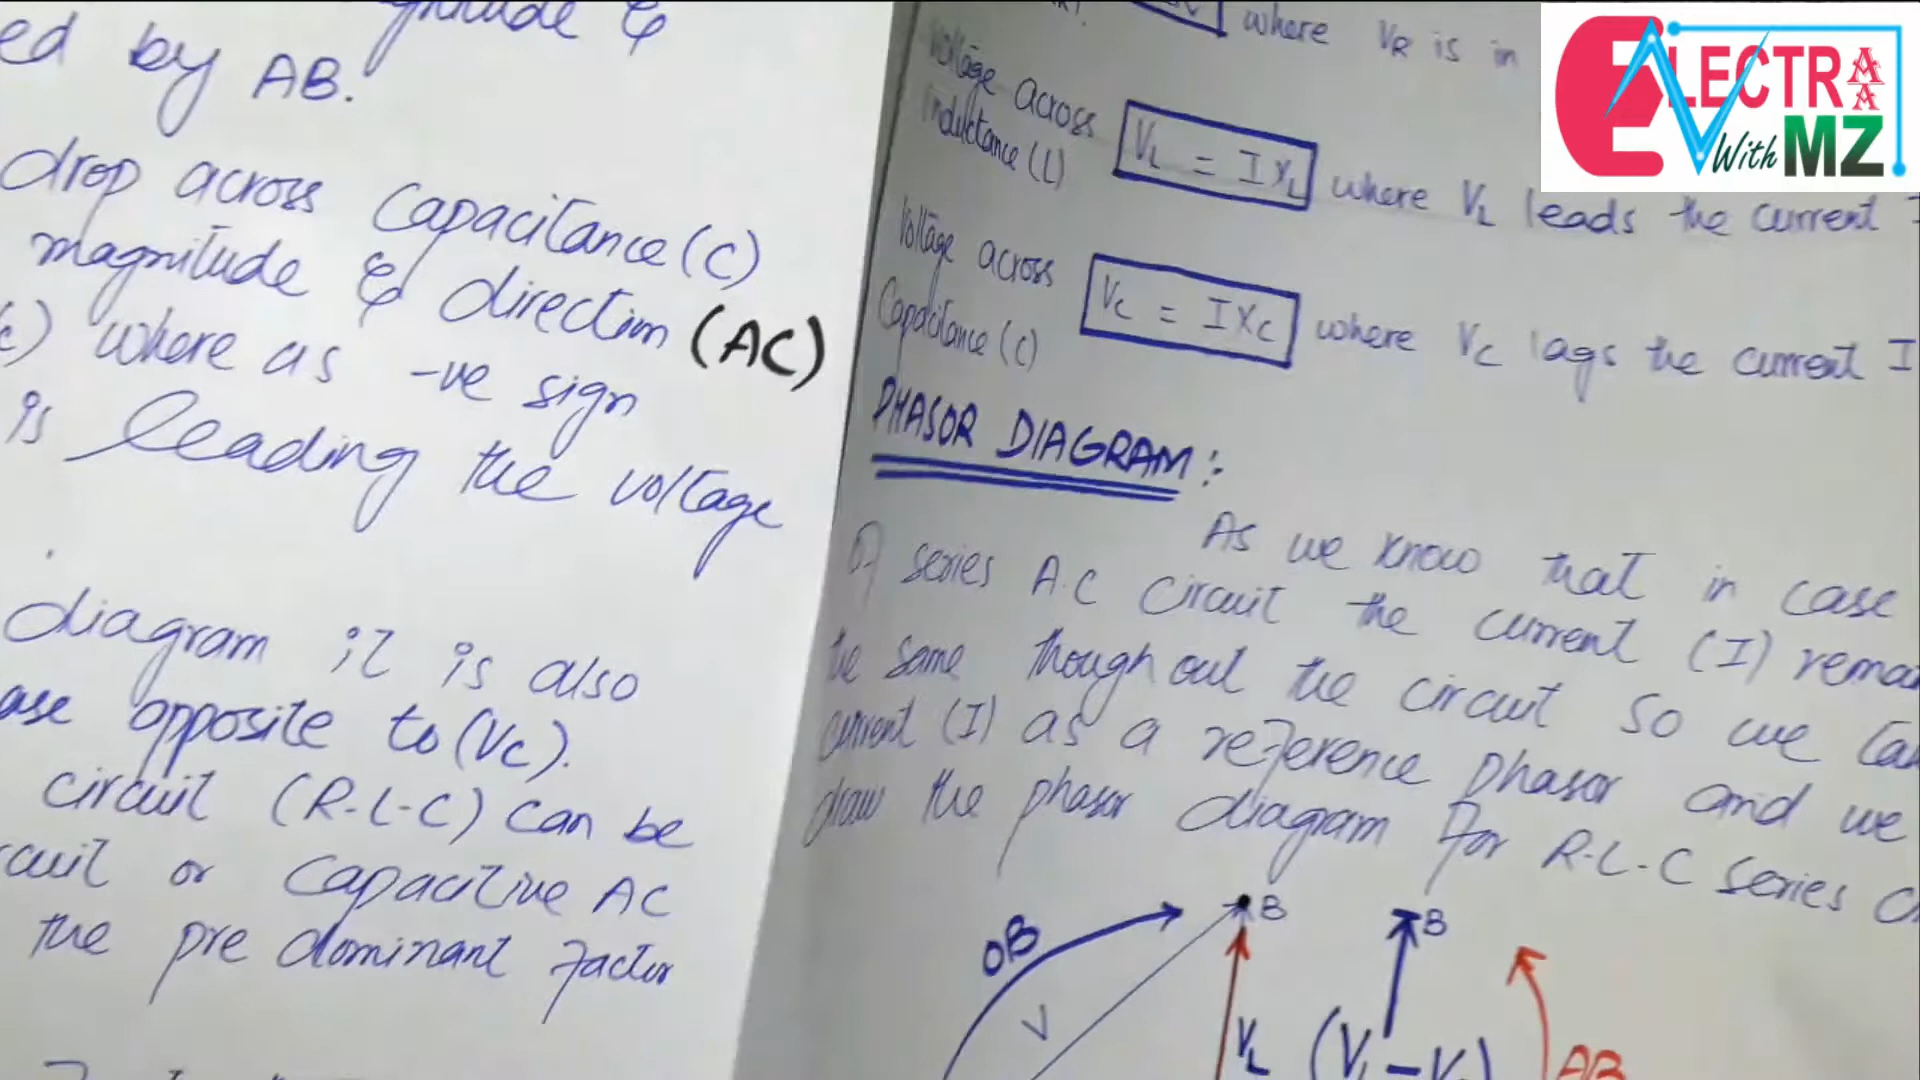 ed by AB.
drop across Capacitance (C)
magnitude & direction (AC)
where as -ve sign
is leading the voltage
diagram it is also
ase opposite to (Vc).
circuit (R-L-C) can be
cuit or Capacitive AC
the pre dominant factor
where VR is in
Voltage across
inductance (L)
VL = IXL
where VL leads the current I
Voltage across
Capacitance (C)
Vc = IXc
where Vc lags the current I
PHASOR DIAGRAM :-
As we know that in case
of series A.C circuit the current (I) remai
the same though out the circuit so we
current (I) as a reference phasor and we
draw the phasor diagram for R-L-C series
OB
V
B
VL
B
AB
ELECTRA
With MZ